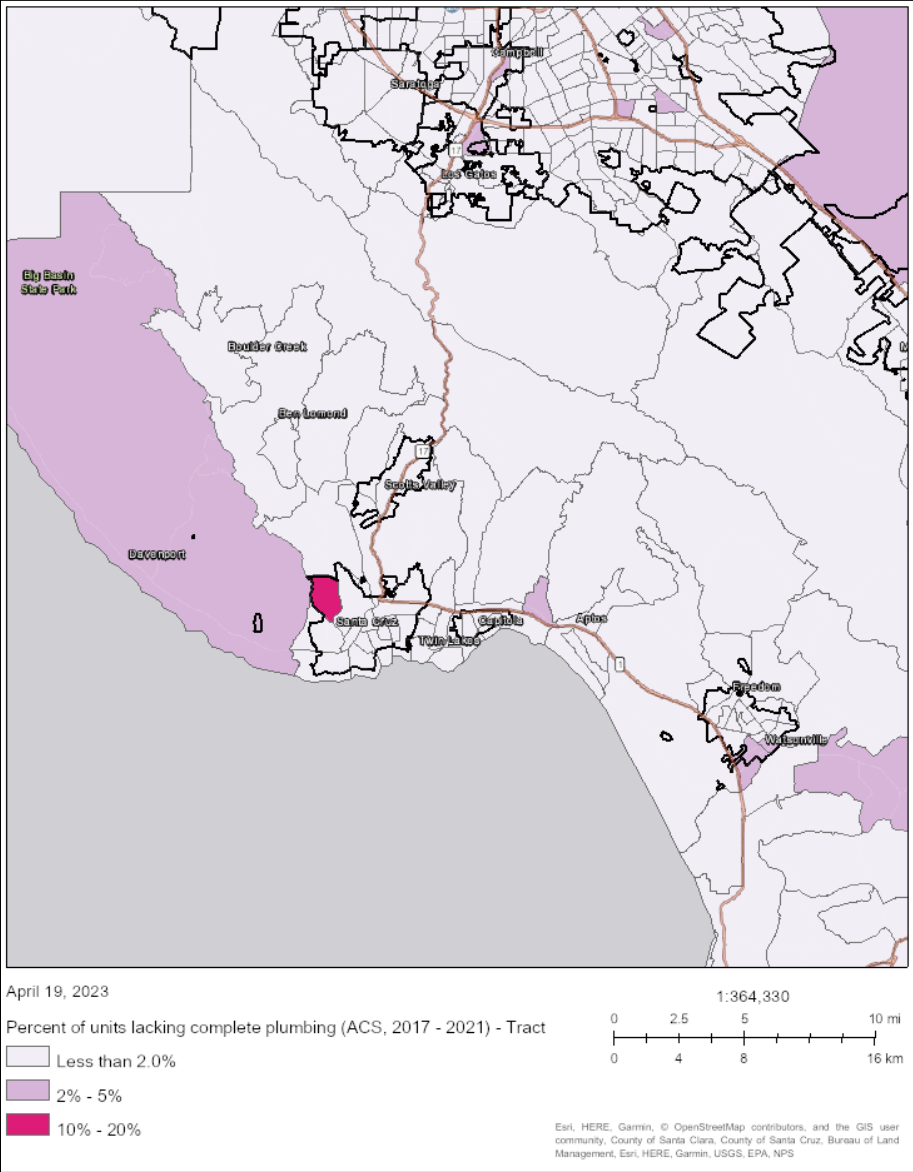 Campbell
Saratoga
17
Los Gatos
Big Basin
State Park
Boulder Creek
M
Ben Lomond
17
Scotts Valley
Davenport
Santa Cruz
Capitola
Aptos
Twin Lakes
1
Freedom
Watsonville
April 19, 2023
1:364,330
0 2.5 5 10 mi
0 4 8 16 km
Percent of units lacking complete plumbing (ACS, 2017 - 2021) - Tract
Less than 2.0%
2% - 5%
10% - 20%
Esri, HERE, Garmin, © OpenStreetMap contributors, and the GIS user
community, County of Santa Clara, County of Santa Cruz, Bureau of Land
Management, Esri, HERE, Garmin, USGS, EPA, NPS